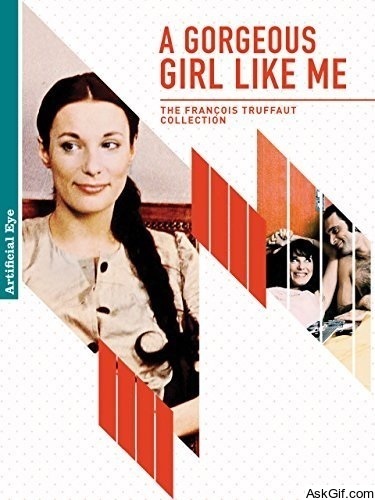 A GORGEOUS
GIRL LIKE ME
THE FRANÇOIS TRUFFAUT
COLLECTION
Artificial Eye
AskGif.com